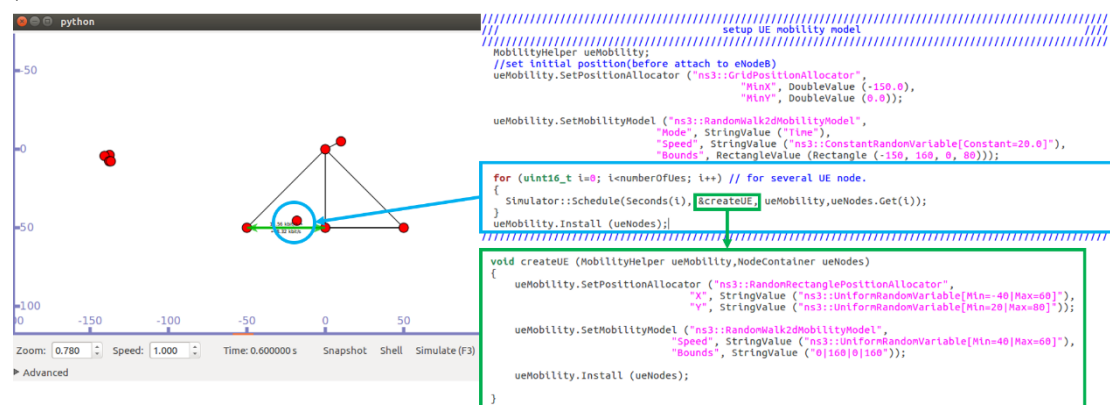 python
-50
0
50
100
-150
-100
-50
0
50
Zoom: 0.780 Speed: 1.000 Time: 0.600000 s Snapshot Shell Simulate (F3)
Advanced
////////////////////////////////////////////////////////////////////////////////////////////////////////
/// setup UE mobility model ////
////////////////////////////////////////////////////////////////////////////////////////////////////////
MobilityHelper ueMobility;
//set initial position(before attach to eNodeB)
ueMobility.SetPositionAllocator ("ns3::GridPositionAllocator",
"MinX", DoubleValue (-150.0),
"MinY", DoubleValue (0.0));
ueMobility.SetMobilityModel ("ns3::RandomWalk2dMobilityModel",
"Mode", StringValue ("Time"),
"Speed", StringValue ("ns3::ConstantRandomVariable[Constant=20.0]"),
"Bounds", RectangleValue (Rectangle (-150, 160, 0, 80)));
for (uint16_t i=0; i<numberOfUes; i++) // for several UE node.
{
Simulator::Schedule(Seconds(i), &createUE, ueMobility,ueNodes.Get(i));
}
ueMobility.Install (ueNodes);
////////////////////////////////////////////////////////////////////////////////////////////////////////
void createUE (MobilityHelper ueMobility,NodeContainer ueNodes)
{
ueMobility.SetPositionAllocator ("ns3::RandomRectanglePositionAllocator",
"X", StringValue ("ns3::UniformRandomVariable[Min=-40|Max=60]"),
"Y", StringValue ("ns3::UniformRandomVariable[Min=20|Max=80]"));
ueMobility.SetMobilityModel ("ns3::RandomWalk2dMobilityModel",
"Speed", StringValue ("ns3::UniformRandomVariable[Min=40|Max=60]"),
"Bounds", StringValue ("0|160|0|160"));
ueMobility.Install (ueNodes);
}